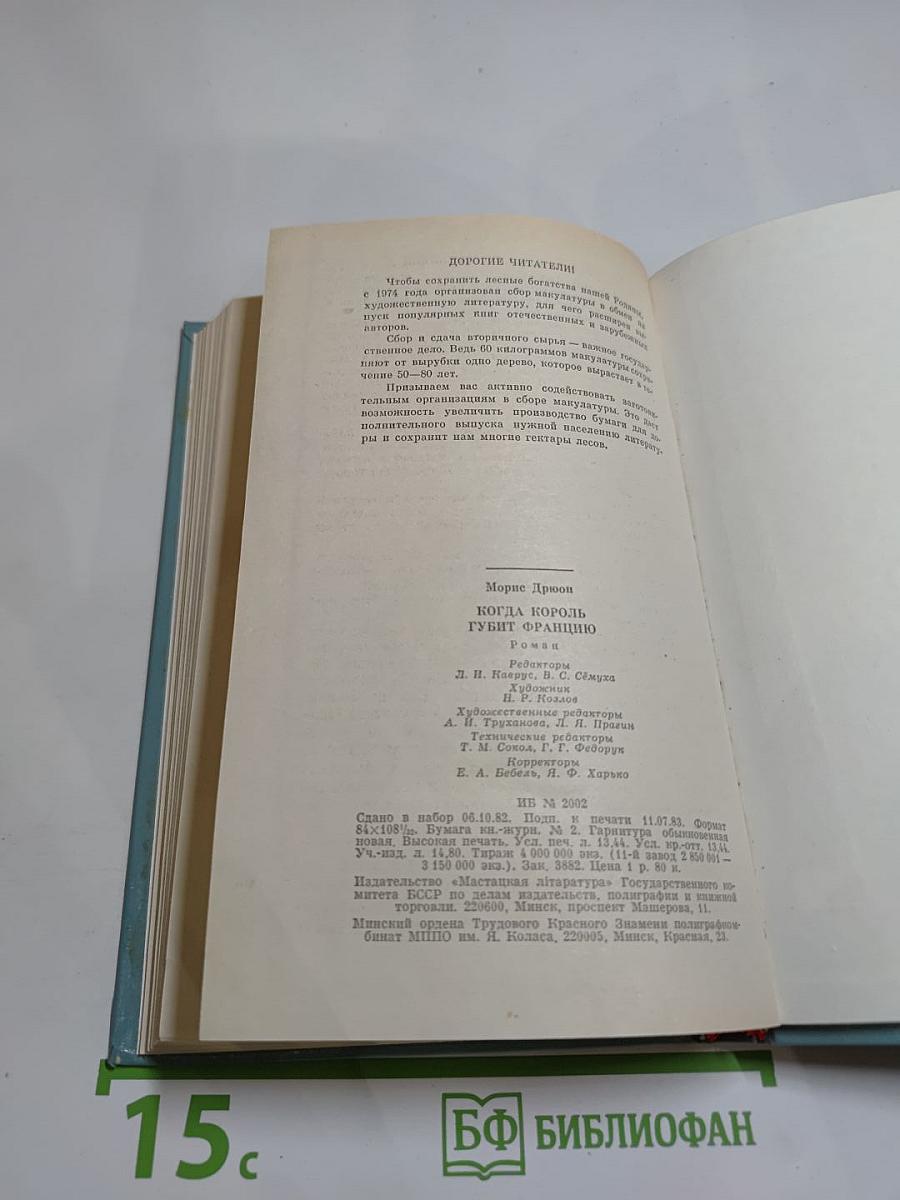 ДОРОГИЕ ЧИТАТЕЛИ!
Чтобы сохранить лесные богатства нашей Родины,
с 1974 года организован сбор макулатуры в обмен на
художественную литературу, для чего расширен вы-
пуск популярных книг отечественных и зарубежных
авторов.
Сбор и сдача вторичного сырья — важное государ-
ственное дело. Ведь 60 килограммов макулатуры сохра-
няют от вырубки одно дерево, которое вырастает в те-
чение 50—80 лет.
Призываем вас активно содействовать заготови-
тельным организациям в сборе макулатуры. Это даст
возможность увеличить производство бумаги для до-
полнительного выпуска нужной населению литерату-
ры и сохранит нам многие гектары лесов.
Морис Дрюон
КОГДА КОРОЛЬ
ГУБИТ ФРАНЦИЮ
Роман
Редакторы
Л. И. Каврус, В. С. Сёмуха
Художник
Н. Р. Козлов
Художественные редакторы
А. И. Труханова, Л. Я. Прагин
Технические редакторы
Т. М. Сокол, Г. Г. Федорук
Корректоры
Е. А. Бебель, Я. Ф. Харько
ИБ № 2002
Сдано в набор 06.10.82. Подп. к печати 11.07.83. Формат
84×108¹/₃₂. Бумага кн.-журн. № 2. Гарнитура обыкновенная
новая. Высокая печать. Усл. печ. л. 13,44. Усл. кр.-отт. 13,44.
Уч.-изд. л. 14,80. Тираж 4 000 000 экз. (11-й завод 2 850 001 —
3 150 000 экз.). Зак. 3882. Цена 1 р. 80 к.
Издательство «Мастацкая літаратура» Государственного ко-
митета БССР по делам издательств, полиграфии и книжной
торговли. 220600, Минск, проспект Машерова, 11.
Минский ордена Трудового Красного Знамени полиграфком-
бинат МППО им. Я. Коласа, 220005, Минск, Красная, 23.
15 с
БФ БИБЛИОФАН